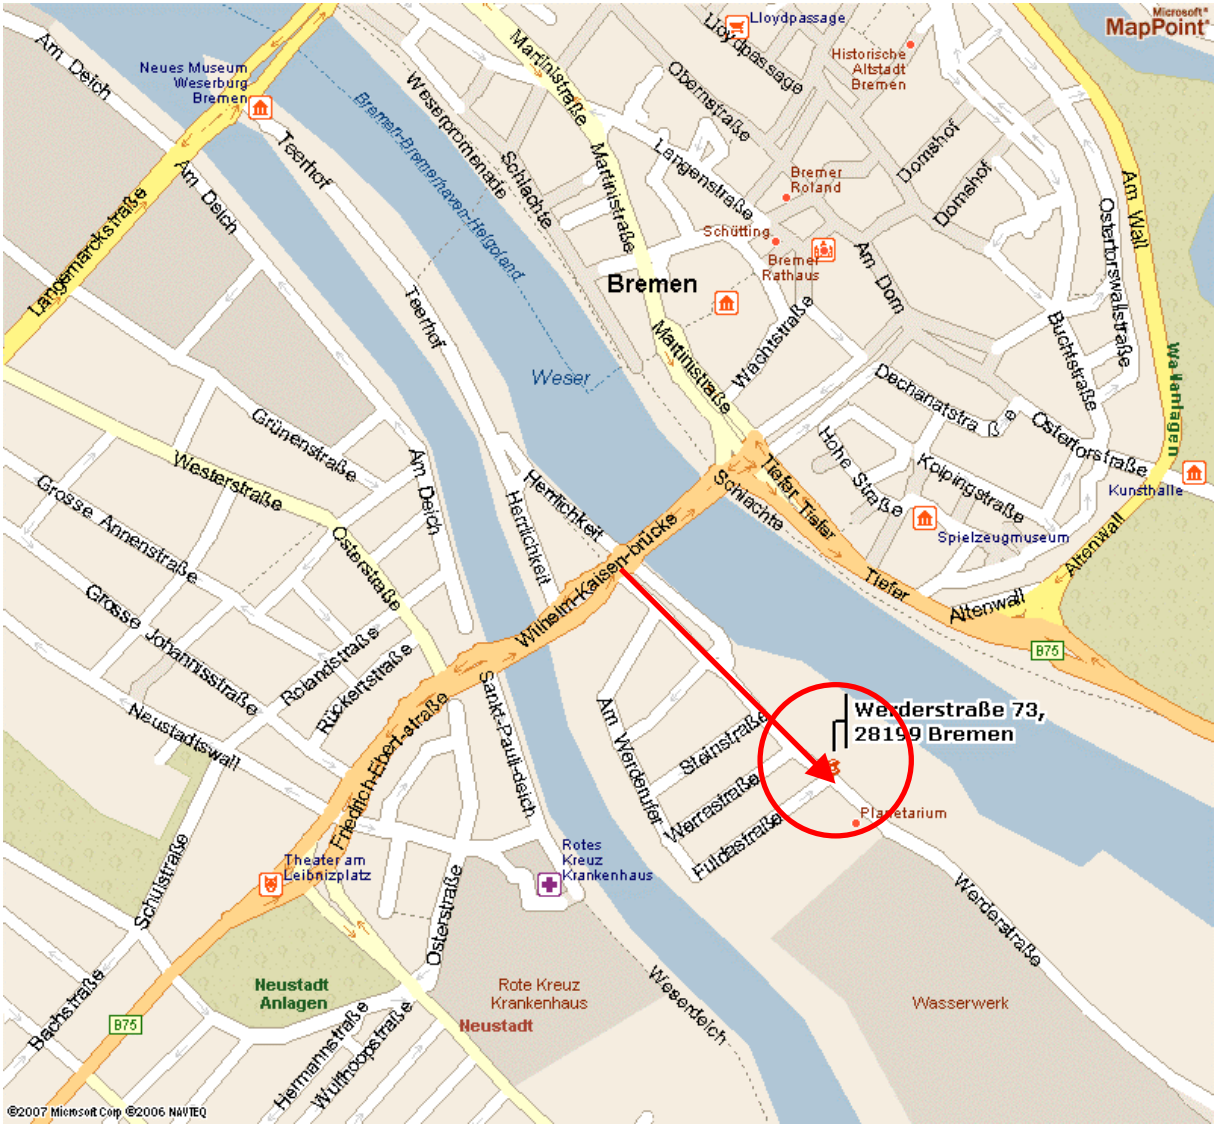 Microsoft®
MapPoint®
Lloydpassage
Lloydpassage
Historische
Altstadt
Bremen
Am Deich
Neues Museum
Weserburg
Bremen
Martinistraße
Obernstraße
Weserpromenade
Bremen-Bremerhaven-Helgoland
Teerhof
Schlachte
Martinistraße
Langenstraße
Domshof
Domshof
Bremer
Roland
Am Wall
Ostertorswallstraße
Am Deich
Langemarckstraße
Schütting
Bremer
Rathaus
Am Dom
Bremen
Teerhof
Martinistraße
Wachtstraße
Buchtstraße
Wallanlagen
Weser
Dechanatstraße
Ostertorstraße
Grünenstraße
Westerstraße
Am Deich
Hohe Straße
Kolpingstraße
Kunsthalle
Grosse Annenstraße
Herrlichkeit
Herrlichkeit
Schlachte
Tiefer Tiefer
Spielzeugmuseum
Altenwall
Osterstraße
Wilhelm-Kaisen-brücke
Tiefer
Altenwall
Grosse Johannisstraße
Rolandstraße
Rückertstraße
B75
Neustadtswall
Sankt-Pauli-deich
Am Werderufer
Steinstraße
Werderstraße 73,
28199 Bremen
Friedrich-Ebert-straße
Werrastraße
Fuldastraße
Planetarium
Schulstraße
Theater am
Leibnizplatz
Rotes
Kreuz
Krankenhaus
Osterstraße
Werderstraße
Neustadt
Anlagen
Rote Kreuz
Krankenhaus
Weserdeich
Wasserwerk
Bachstraße
B75
Neustadt
Hermannstraße
Wulfhoopstraße
©2007 Microsoft Corp ©2006 NAVTEQ